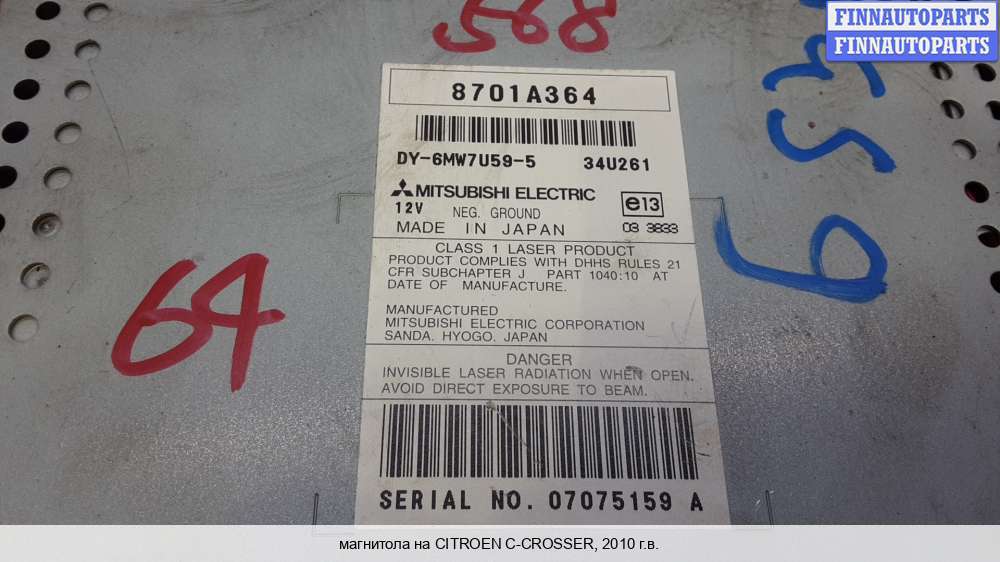 568
FINNAUTOPARTS
FINNAUTOPARTS
8701A364
DY-6MW7U59-5 34U261
MITSUBISHI ELECTRIC
e13
12V NEG. GROUND
MADE IN JAPAN 03 3833
CLASS 1 LASER PRODUCT
PRODUCT COMPLIES WITH DHHS RULES 21
CFR SUBCHAPTER J PART 1040:10 AT
DATE OF MANUFACTURE.
MANUFACTURED
MITSUBISHI ELECTRIC CORPORATION
SANDA. HYOGO. JAPAN
DANGER
INVISIBLE LASER RADIATION WHEN OPEN.
AVOID DIRECT EXPOSURE TO BEAM.
SERIAL NO. 07075159 A
64
магнитола на CITROEN C-CROSSER, 2010 г.в.